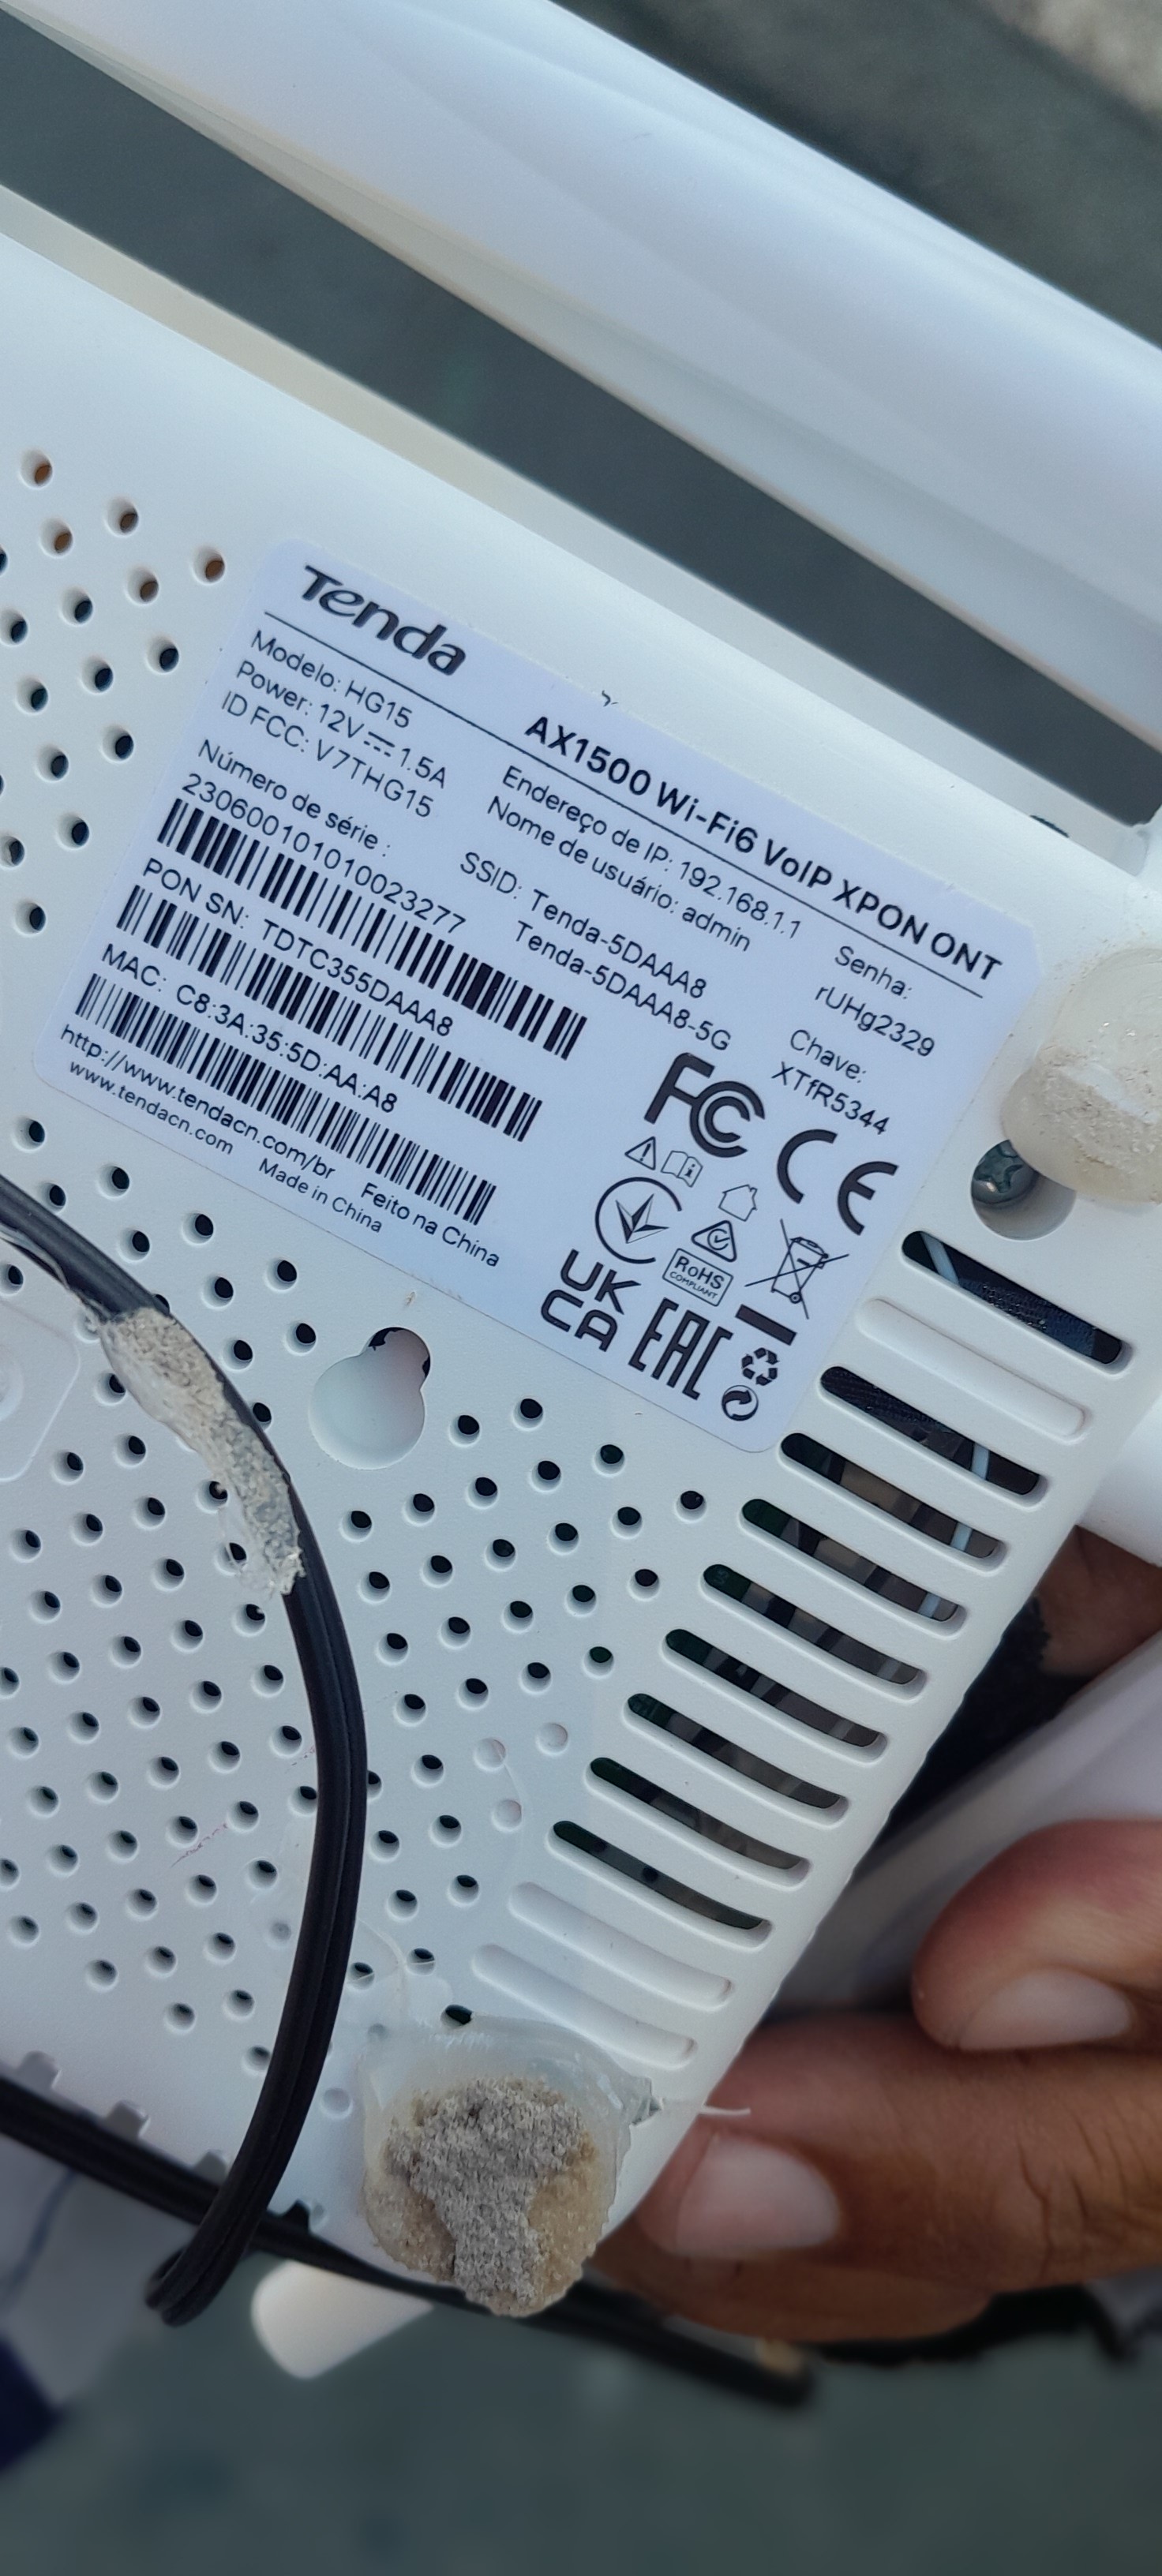 Tenda
AX1500 Wi-Fi6 VoIP XPON ONT
Modelo: HG15
Power: 12V 1.5A
ID FCC: V7THG15
Endereço de IP: 192.168.1.1
Nome de usuário: admin
Senha:
rUHg2329
Número de série :
230600101010023277
SSID: Tenda-5DAAA8
Tenda-5DAAA8-5G
Chave:
XTfR5344
PON SN: TDTC355DAAA8
MAC: C8:3A:35:5D:AA:A8
http://www.tendacn.com/br Feito na China
www.tendacn.com Made in China
FCC CE
RoHS
COMPLIANT
UK
CA
EAC